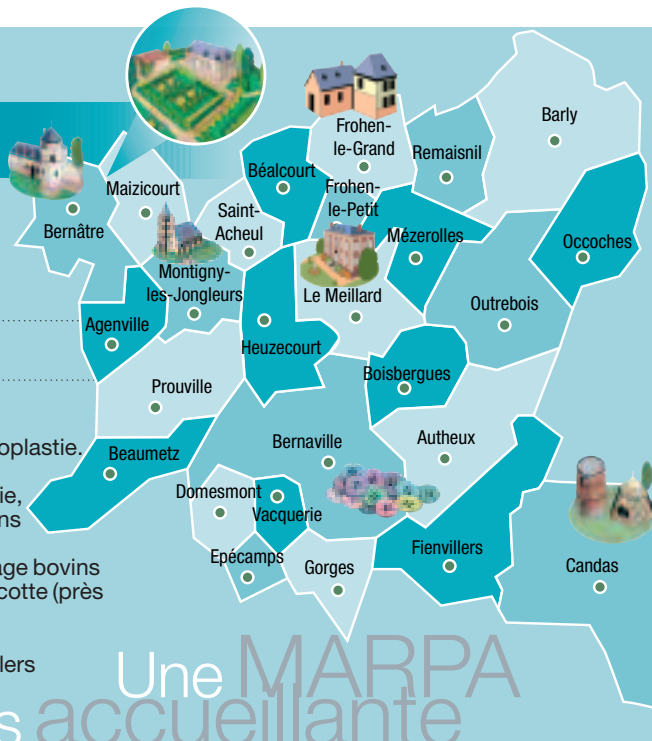 Frohen-
le-Grand
Barly
Remaisnil
Béalcourt
Maizicourt
Frohen-
le-Petit
Saint-
Acheul
Bernâtre
Mézerolles
Occoches
Montigny-
les-Jongleurs
Le Meillard
Outrebois
Agenville
Heuzecourt
Boisbergues
Prouville
Autheux
Bernaville
oplastie.
Beaumetz
ie,
Domesmont
ns
Vacquerie
Fienvillers
Epécamps
Gorges
Candas
age bovins
cotte (près
llers
Une MARPA
s accueillante